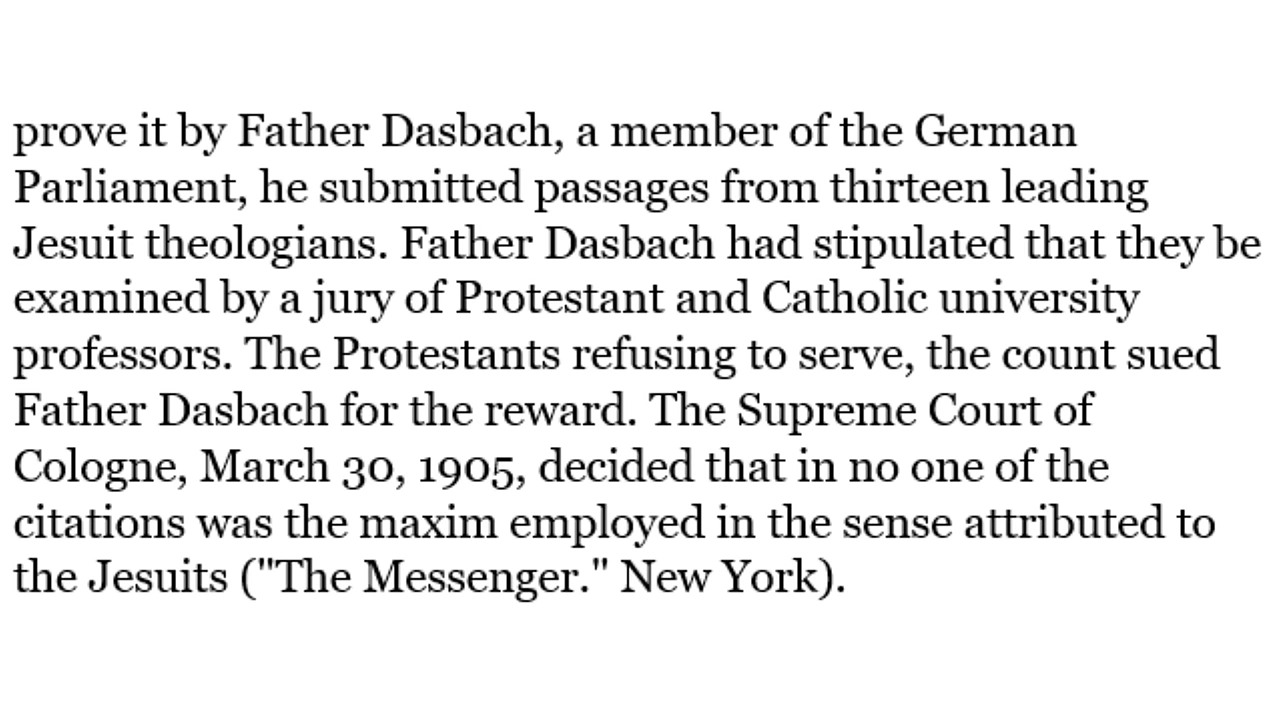 prove it by Father Dasbach, a member of the German
Parliament, he submitted passages from thirteen leading
Jesuit theologians. Father Dasbach had stipulated that they be
examined by a jury of Protestant and Catholic university
professors. The Protestants refusing to serve, the count sued
Father Dasbach for the reward. The Supreme Court of
Cologne, March 30, 1905, decided that in no one of the
citations was the maxim employed in the sense attributed to
the Jesuits ("The Messenger." New York).